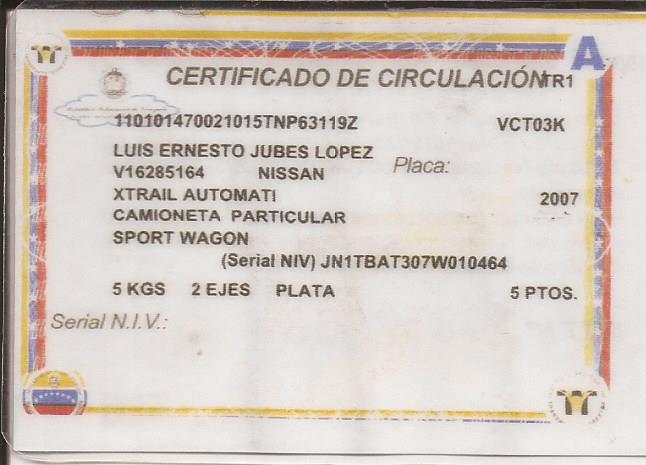 A
CERTIFICADO DE CIRCULACIÓN TR1
110101470021015TNP63119Z VCT03K
LUIS ERNESTO JUBES LOPEZ
Placa:
V16285164 NISSAN
XTRAIL AUTOMATI 2007
CAMIONETA PARTICULAR
SPORT WAGON
(Serial NIV) JN1TBAT307W010464
5 KGS 2 EJES PLATA 5 PTOS.
Serial N.I.V.: